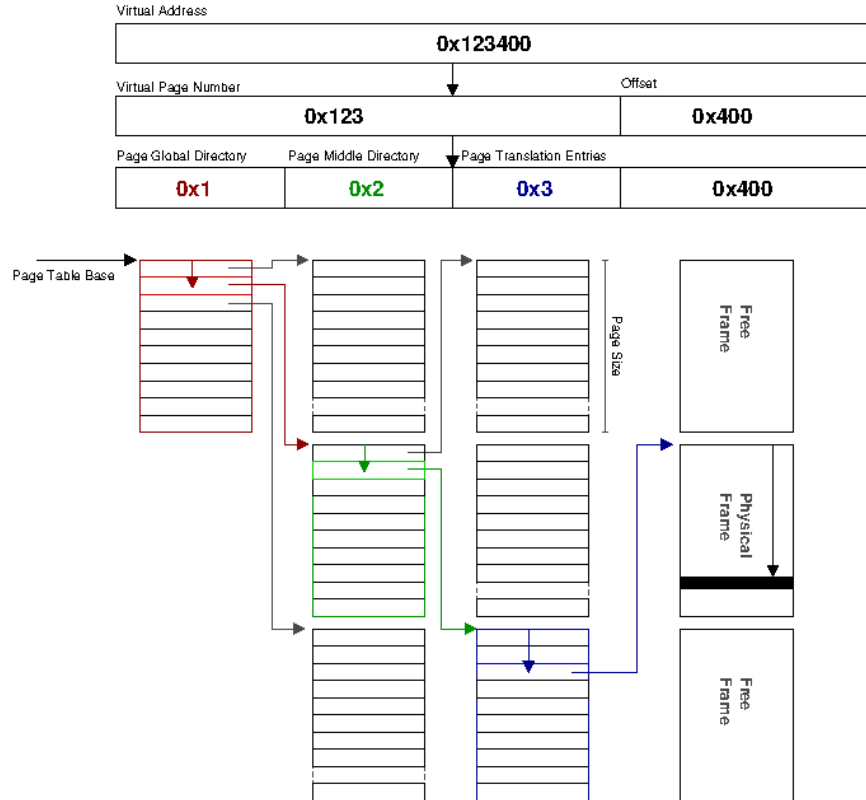 Virtual Address
0x123400
Virtual Page Number
Offset
0x123
0x400
Page Global Directory
Page Middle Directory
Page Translation Entries
0x1
0x2
0x3
0x400
Page Table Base
Page Size
Free
Frame
Physical
Frame
Free
Frame